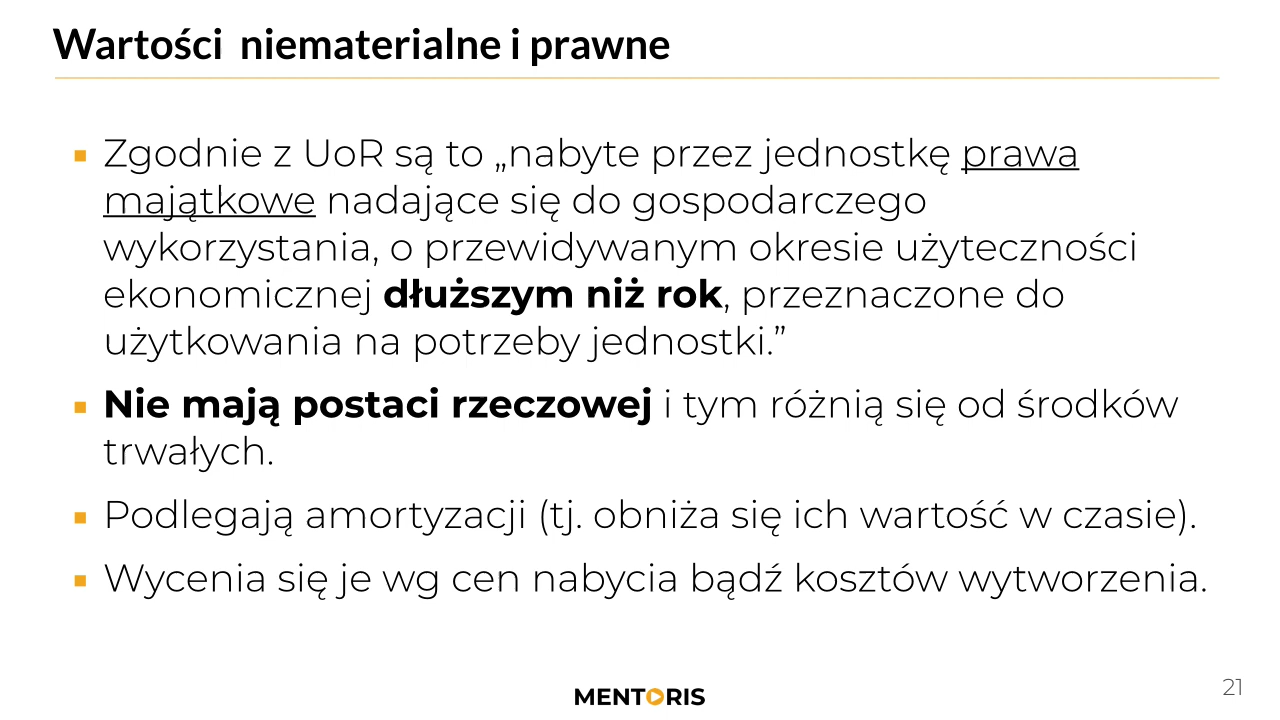 Wartości niematerialne i prawne
Zgodnie z UoR są to „nabyte przez jednostkę prawa
majątkowe nadające się do gospodarczego
wykorzystania, o przewidywanym okresie użyteczności
ekonomicznej dłuższym niż rok, przeznaczone do
użytkowania na potrzeby jednostki.”
Nie mają postaci rzeczowej i tym różnią się od środków
trwałych.
Podlegają amortyzacji (tj. obniża się ich wartość w czasie).
Wycenia się je wg cen nabycia bądź kosztów wytworzenia.
MENTORIS
21